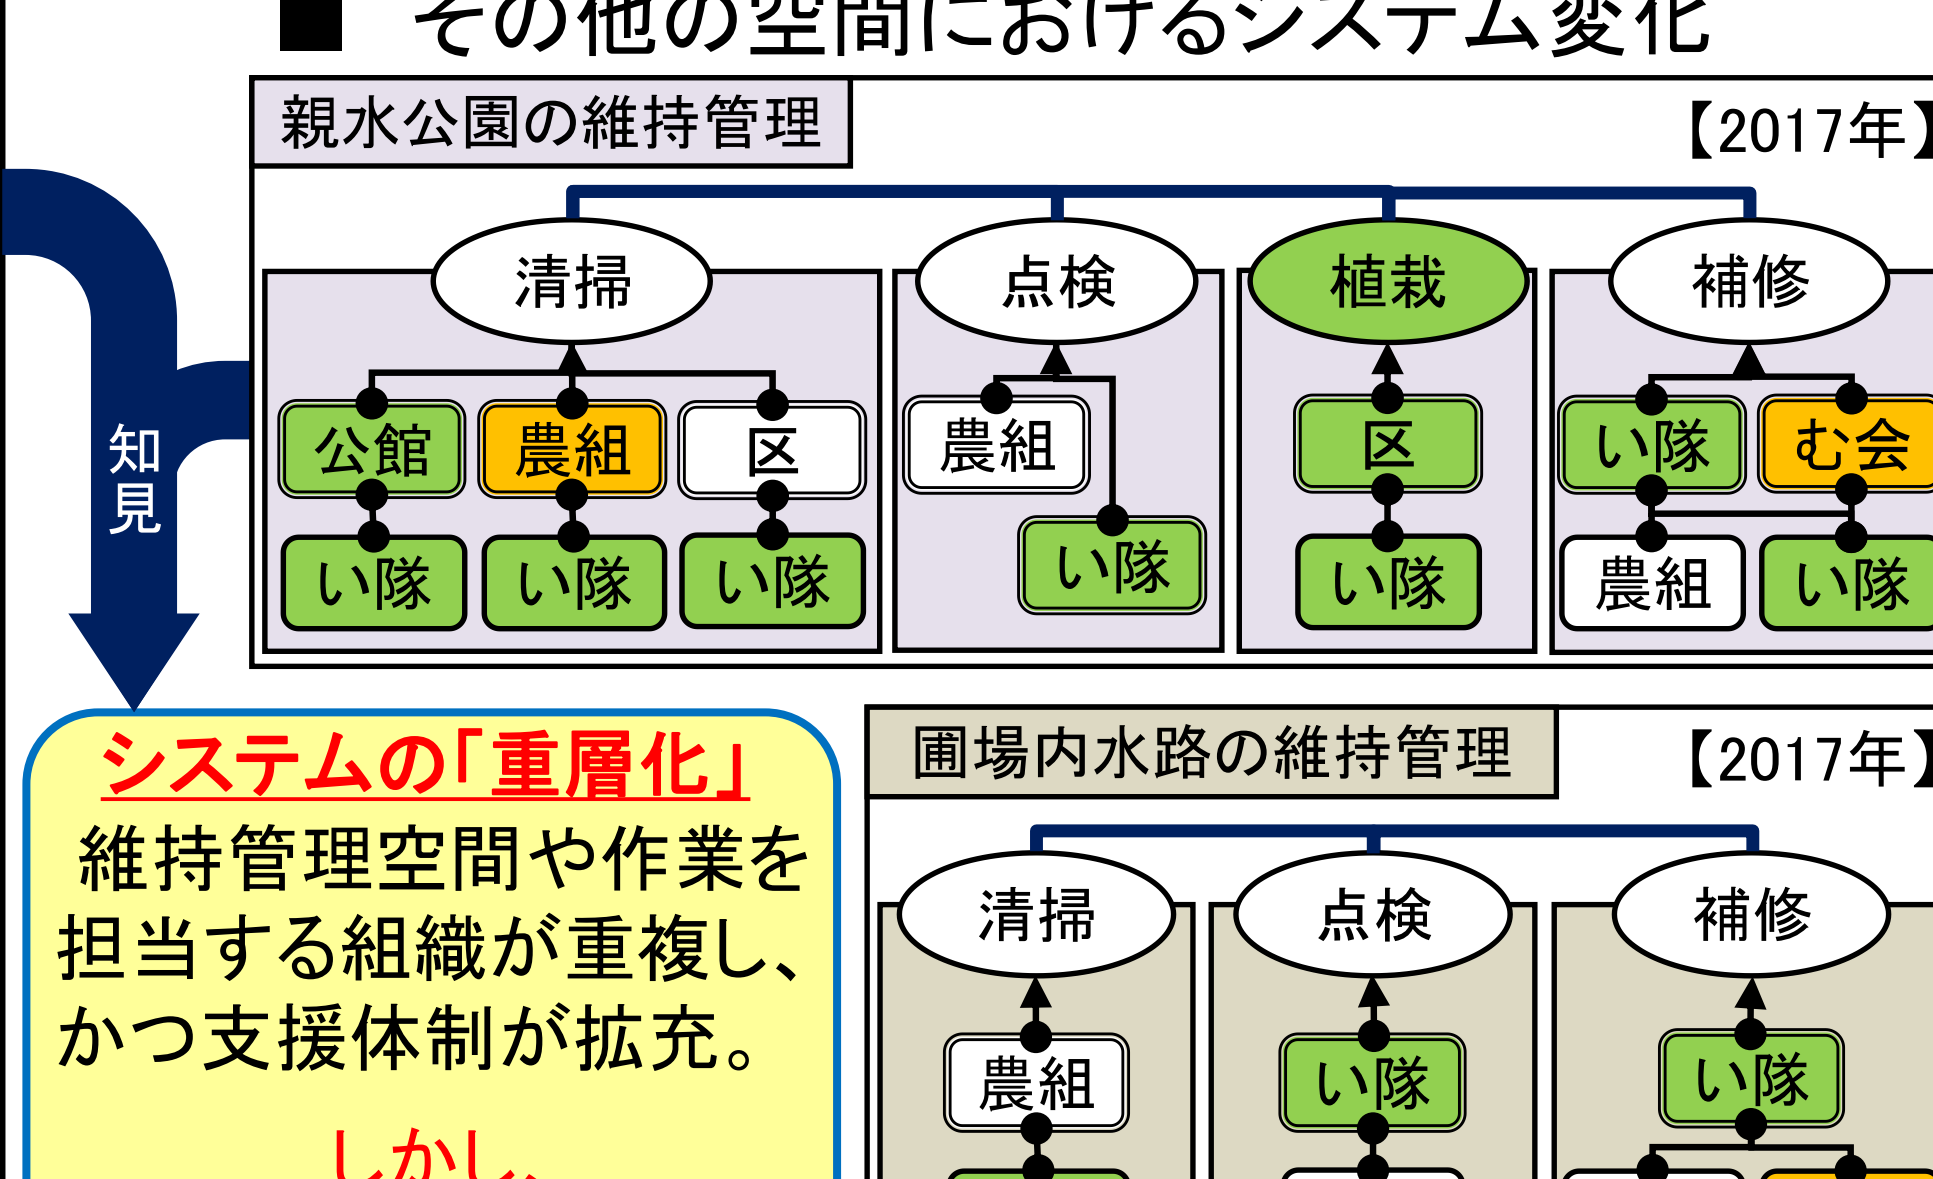 ■ その他の空間におけるシステム変化
親水公園の維持管理
【2017年】
清掃 点検 植栽 補修
公館 農組 区 農組 区 い隊 む会
い隊
い隊 い隊 い隊 い隊 農組 い隊
知見
システムの「重層化」
維持管理空間や作業を
担当する組織が重複し、
かつ支援体制が拡充。
しかし、
圃場内水路の維持管理
【2017年】
清掃 点検 補修
農組 い隊 い隊